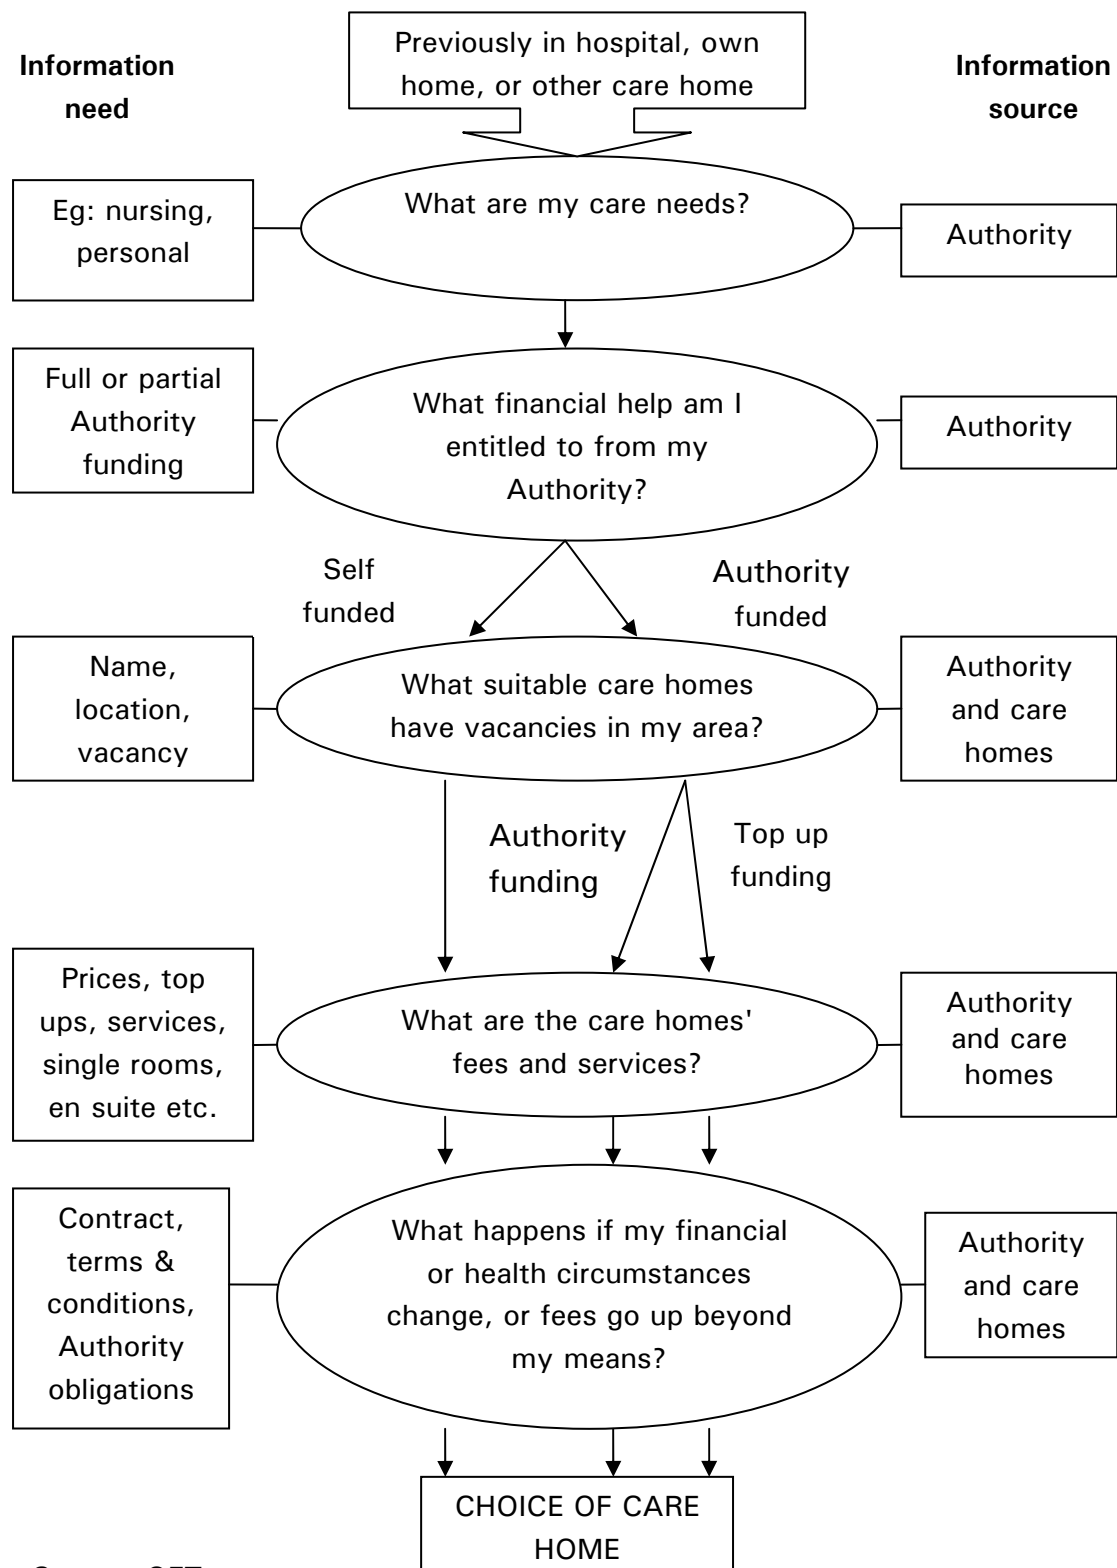 Previously in hospital, own
home, or other care home
Information
need
Information
source
Eg: nursing,
personal
What are my care needs?
Authority
Full or partial
Authority
funding
What financial help am I
entitled to from my
Authority?
Authority
Self
funded
Authority
funded
Name,
location,
vacancy
What suitable care homes
have vacancies in my area?
Authority
and care
homes
Authority
funding
Top up
funding
Prices, top
ups, services,
single rooms,
en suite etc.
What are the care homes'
fees and services?
Authority
and care
homes
Contract,
terms &
conditions,
Authority
obligations
What happens if my financial
or health circumstances
change, or fees go up beyond
my means?
Authority
and care
homes
CHOICE OF CARE
HOME